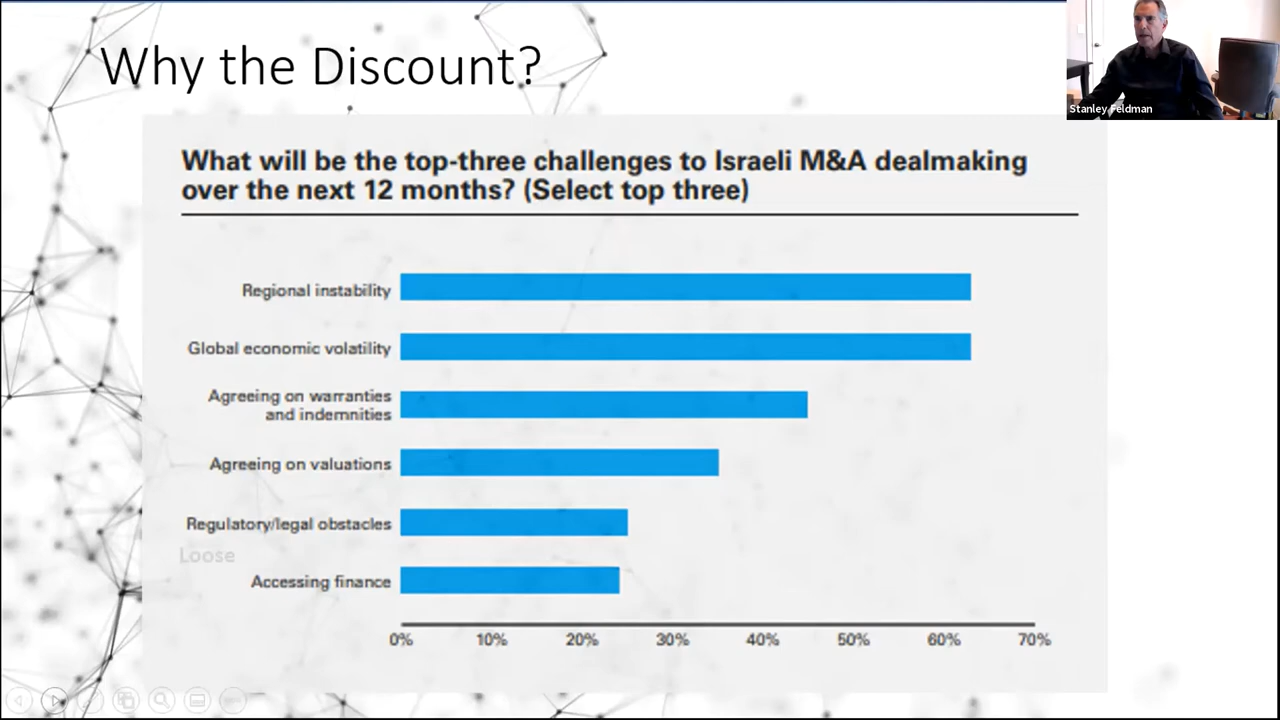 Why the Discount?
Stanley Feldman
What will be the top-three challenges to Israeli M&A dealmaking
over the next 12 months? (Select top three)
Regional instability
Global economic volatility
Agreeing on warranties
and indemnities
Agreeing on valuations
Regulatory/legal obstacles
Loose
Accessing finance
0% 10% 20% 30% 40% 50% 60% 70%